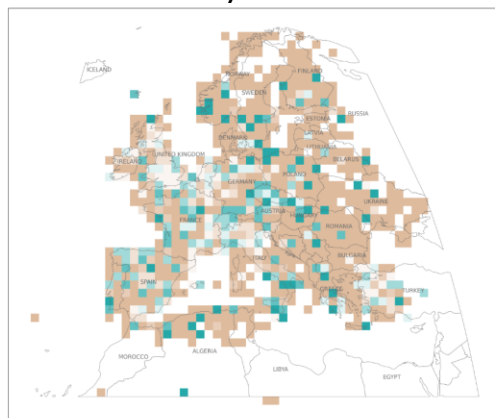 ICELAND
NORWAY
FINLAND
SWEDEN
ESTONIA
RUSSIA
LATVIA
DENMARK
LITHUANIA
UNITED KINGDOM
IRELAND
BELARUS
POLAND
GERMANY
UKRAINE
AUSTRIA
HUNGARY
FRANCE
ROMANIA
ITALY
BULGARIA
SPAIN
GREECE
TURKEY
MOROCCO
ALGERIA
LIBYA
EGYPT